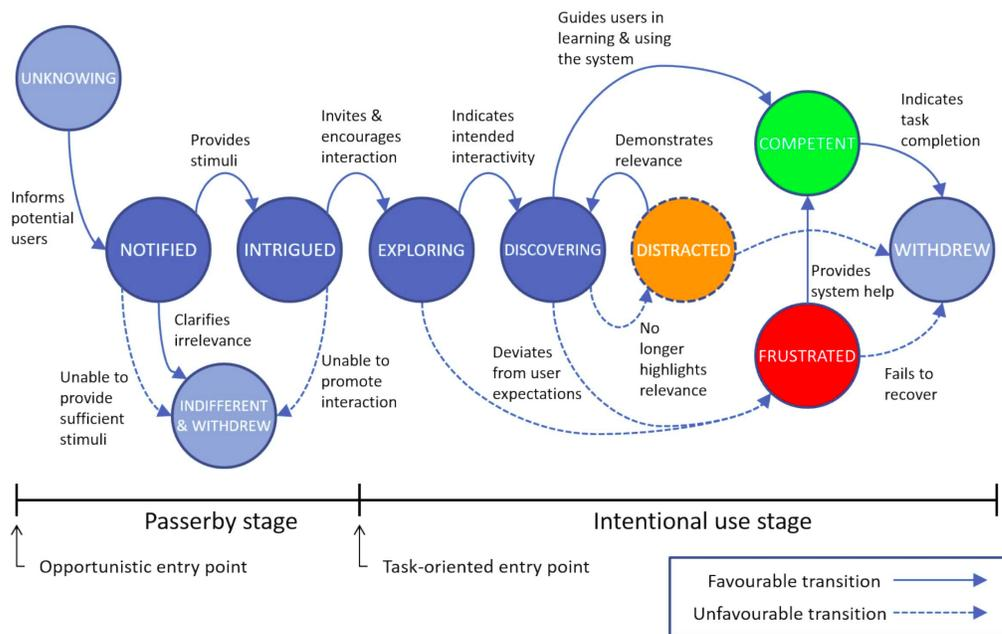 UNKNOWING
Informs
potential
users
NOTIFIED
Provides
stimuli
INTRIGUED
Invites &
encourages
interaction
EXPLORING
Indicates
intended
interactivity
DISCOVERING
Guides users in
learning & using
the system
Demonstrates
relevance
DISTRACTED
COMPETENT
Indicates
task
completion
WITHDREW
Provides
system help
FRUSTRATED
Fails to
recover
No
longer
highlights
relevance
Deviates
from user
expectations
Clarifies
irrelevance
Unable to
provide
sufficient
stimuli
INDIFFERENT
& WITHDREW
Unable to
promote
interaction
Passerby stage
Intentional use stage
Opportunistic entry point
Task-oriented entry point
Favourable transition
Unfavourable transition